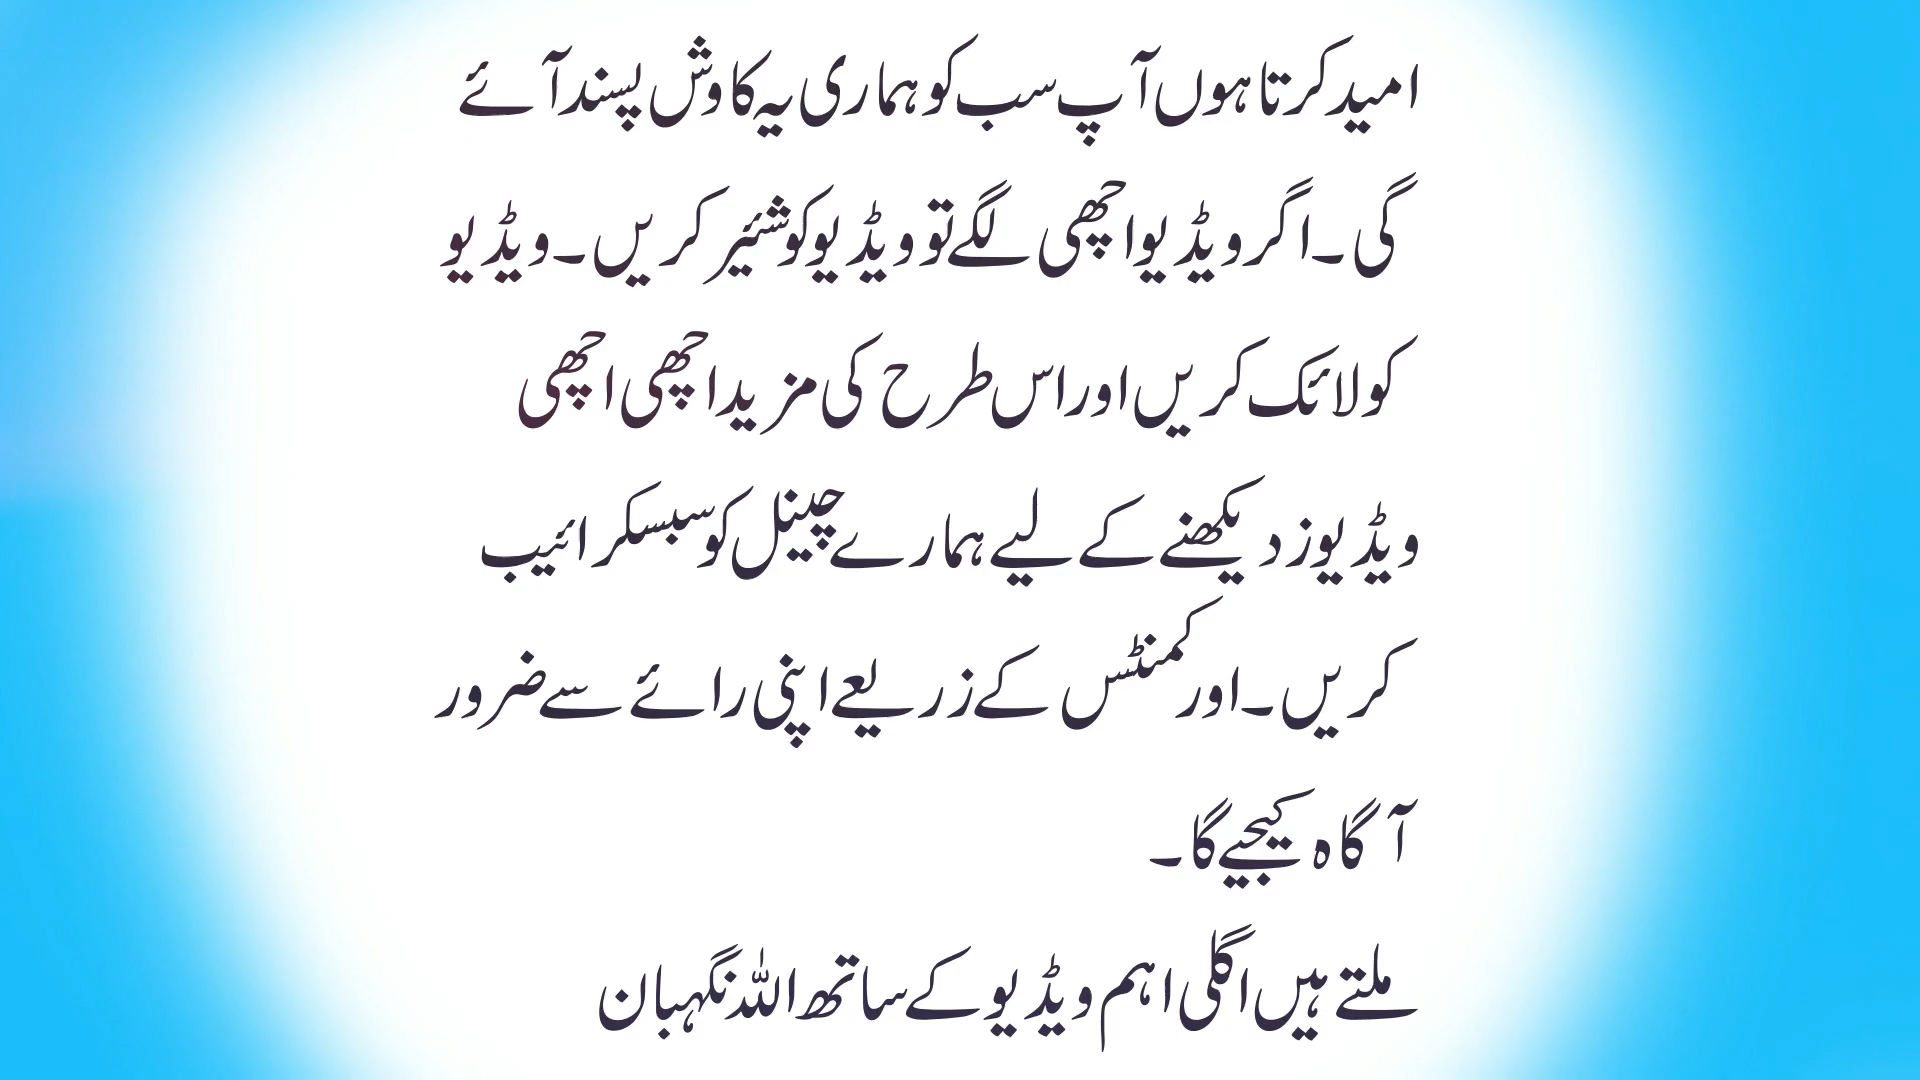 امید کرتا ہوں آپ سب کو ہماری یہ کاوش پسند آئے
گی۔ اگر ویڈیو اچھی لگے تو ویڈیو کو شئیر کریں۔ ویڈیو
کو لائک کریں اور اس طرح کی مزید اچھی اچھی
ویڈیوز دیکھنے کے لیے ہمارے چینل کو سبسکرائیب
کریں۔ اور کمنٹس کے زریعے اپنی رائے سے ضرور
آگاہ کیجیے گا۔
ملتے ہیں اگلی اہم ویڈیو کے ساتھ اللہ نگہبان